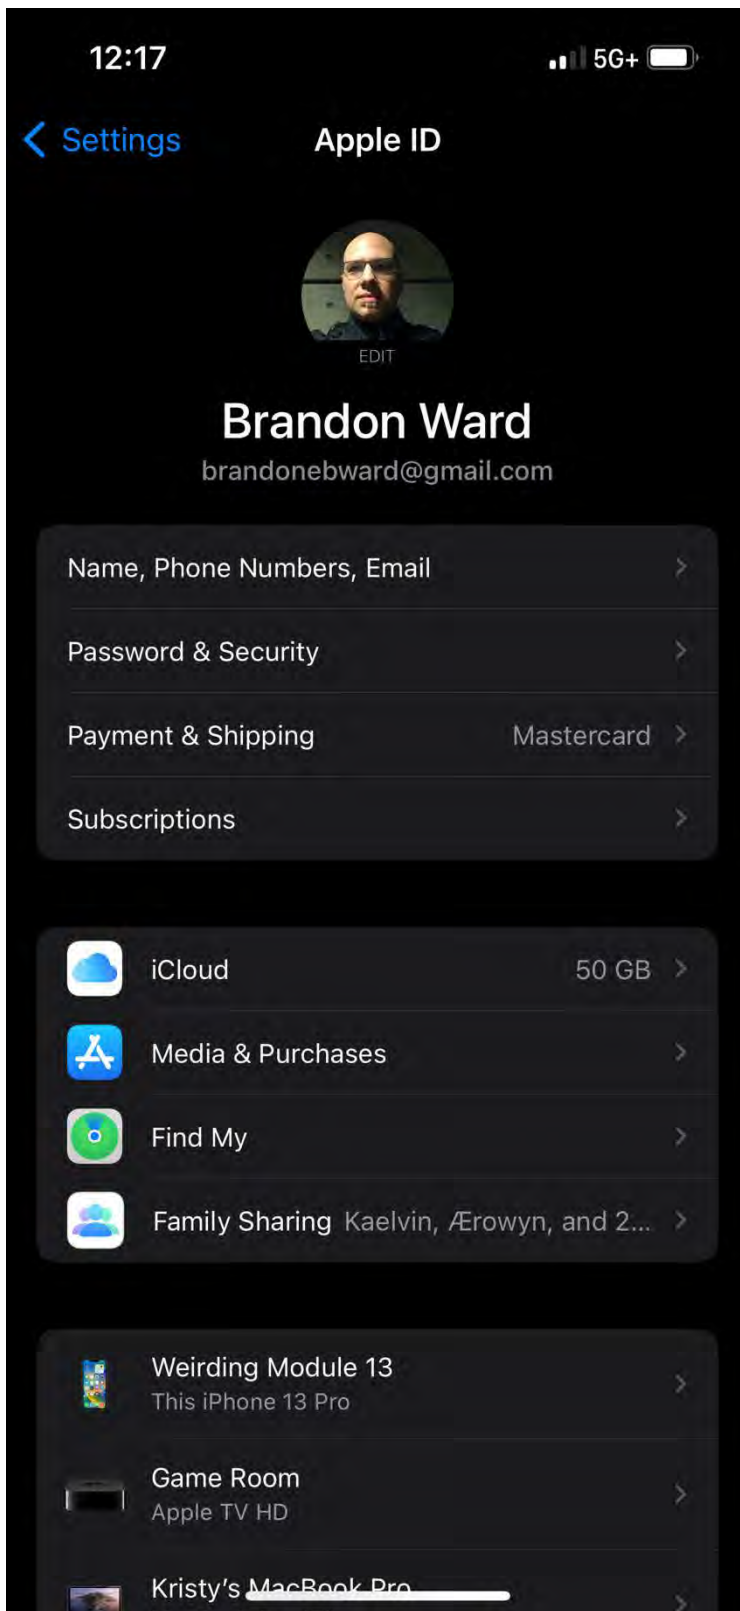 12:17 5G+
Settings Apple ID
EDIT
Brandon Ward
brandonebward@gmail.com
Name, Phone Numbers, Email
Password & Security
Payment & Shipping Mastercard
Subscriptions
iCloud 50 GB
Media & Purchases
Find My
Family Sharing Kaelvin, Ærowyn, and 2...
Weirding Module 13
This iPhone 13 Pro
Game Room
Apple TV HD
Kristy's MacBook Pro